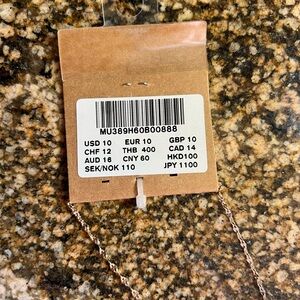 MU389H60B00888
USD 10 EUR 10 GBP 10
CHF 12 THB 400 CAD 14
AUD 16 CNY 60 HKD100
SEK/NOK 110 JPY 1100